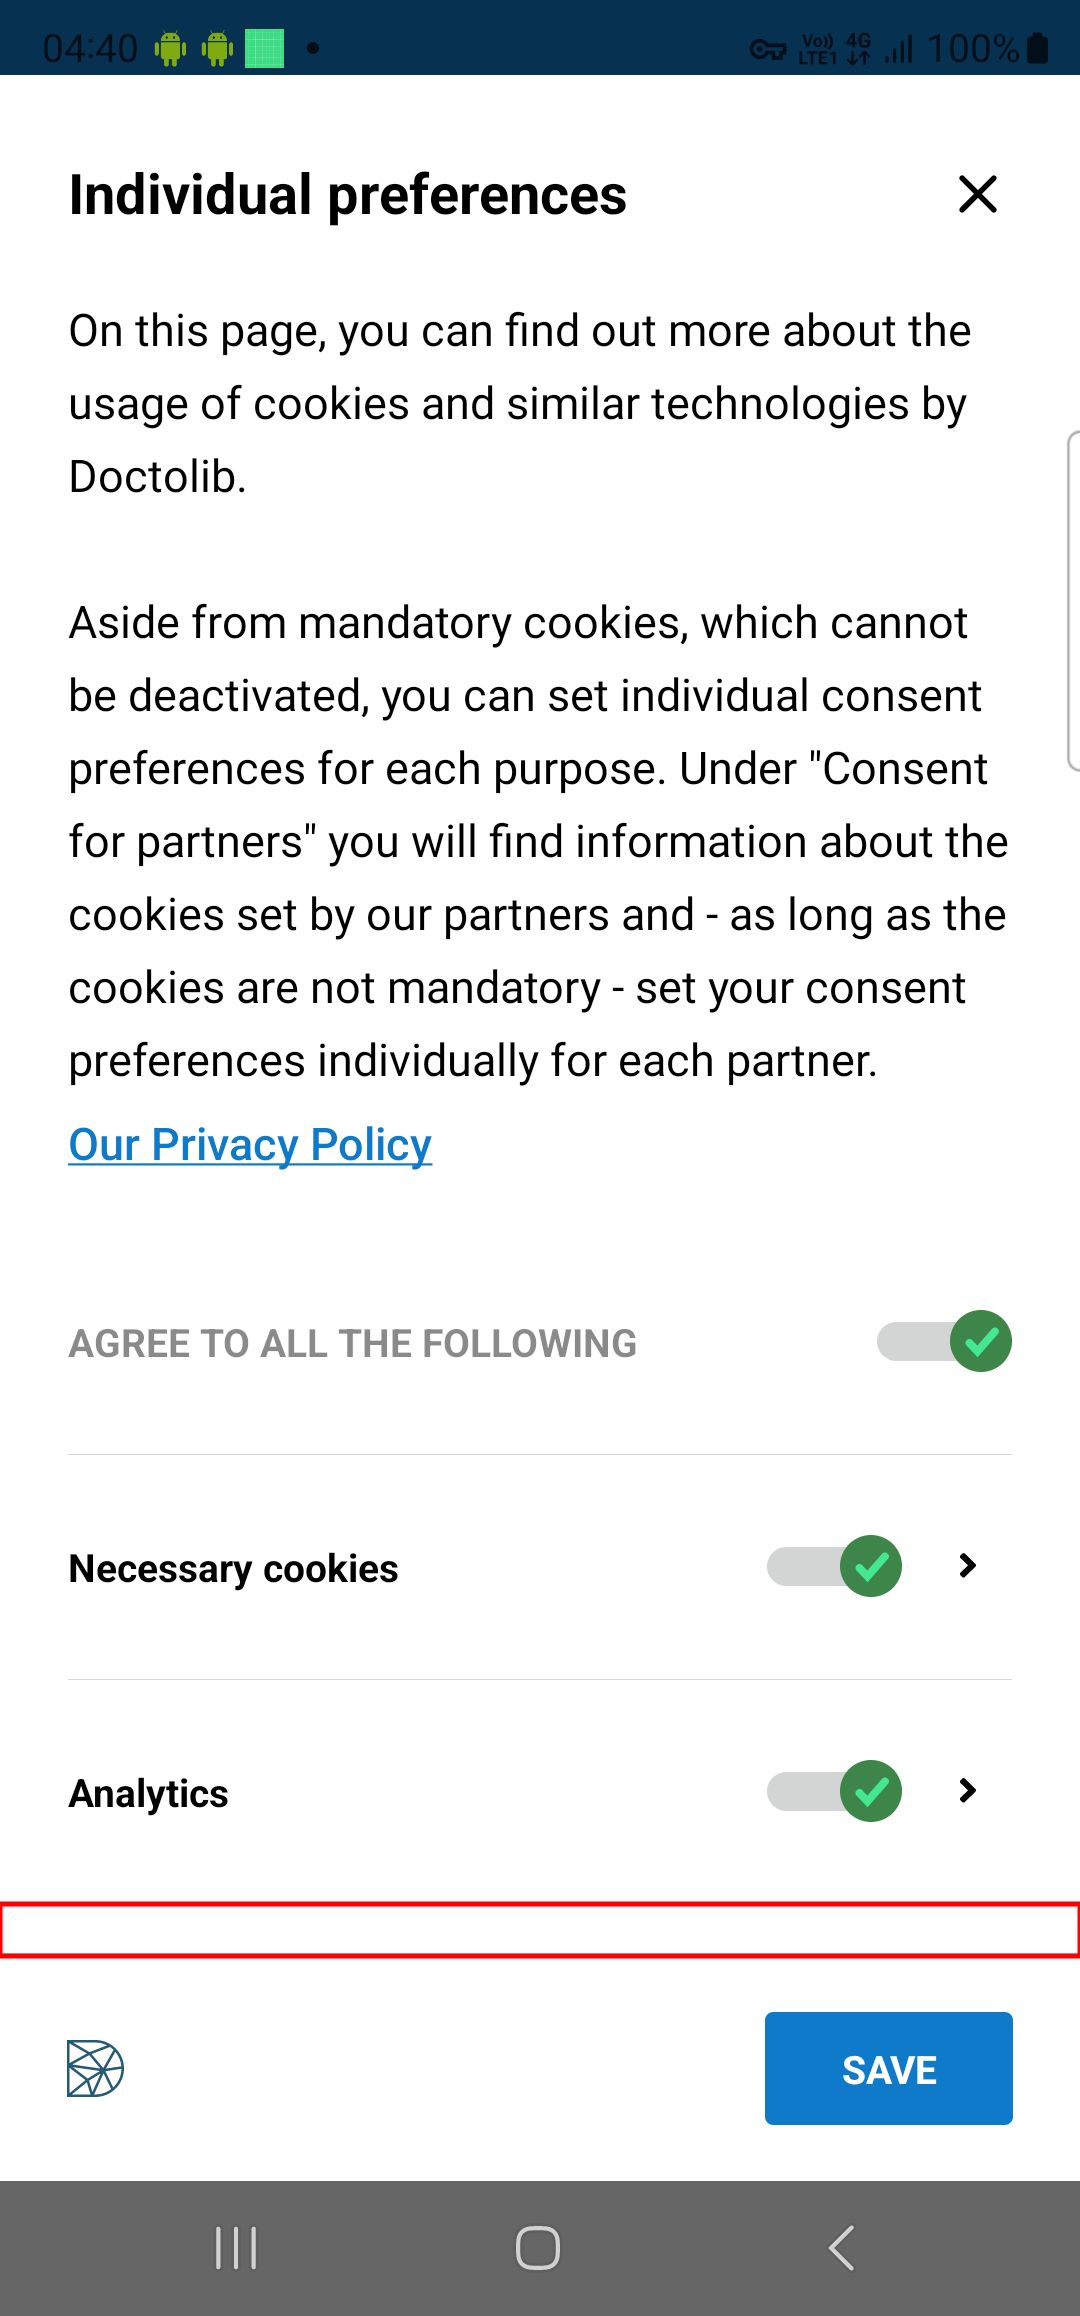 04:40
Vo)) LTE1 4G 100%
Individual preferences
On this page, you can find out more about the
usage of cookies and similar technologies by
Doctolib.
Aside from mandatory cookies, which cannot
be deactivated, you can set individual consent
preferences for each purpose. Under "Consent
for partners" you will find information about the
cookies set by our partners and - as long as the
cookies are not mandatory - set your consent
preferences individually for each partner.
Our Privacy Policy
AGREE TO ALL THE FOLLOWING
Necessary cookies
Analytics
SAVE